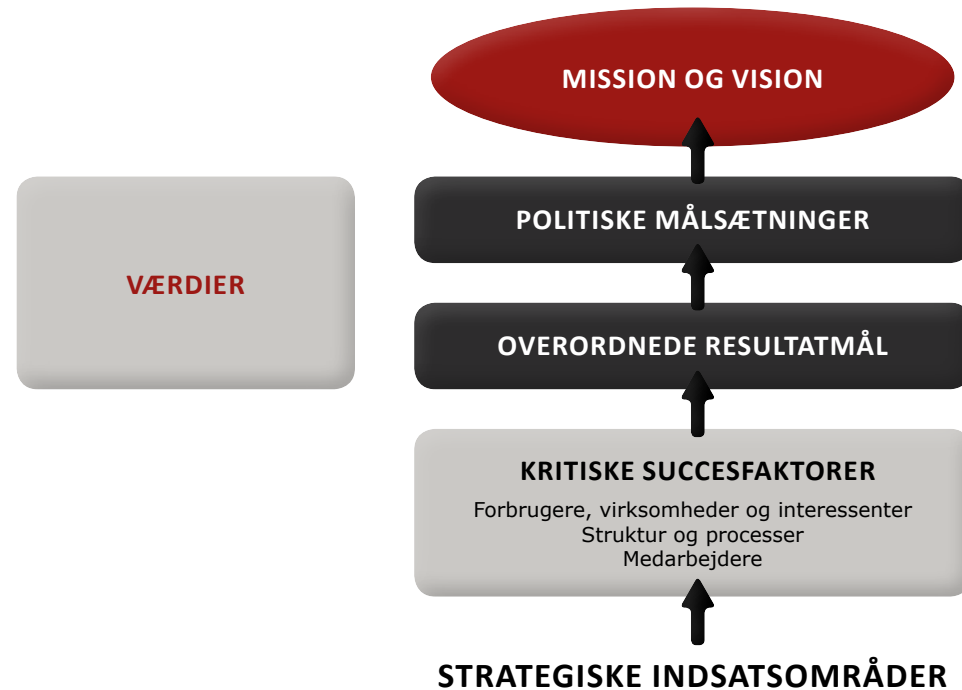 MISSION OG VISION
POLITISKE MÅLSÆTNINGER
VÆRDIER
OVERORDNEDE RESULTATMÅL
KRITISKE SUCCESFAKTORER
Forbrugere, virksomheder og interessenter
Struktur og processer
Medarbejdere
STRATEGISKE INDSATSOMRÅDER